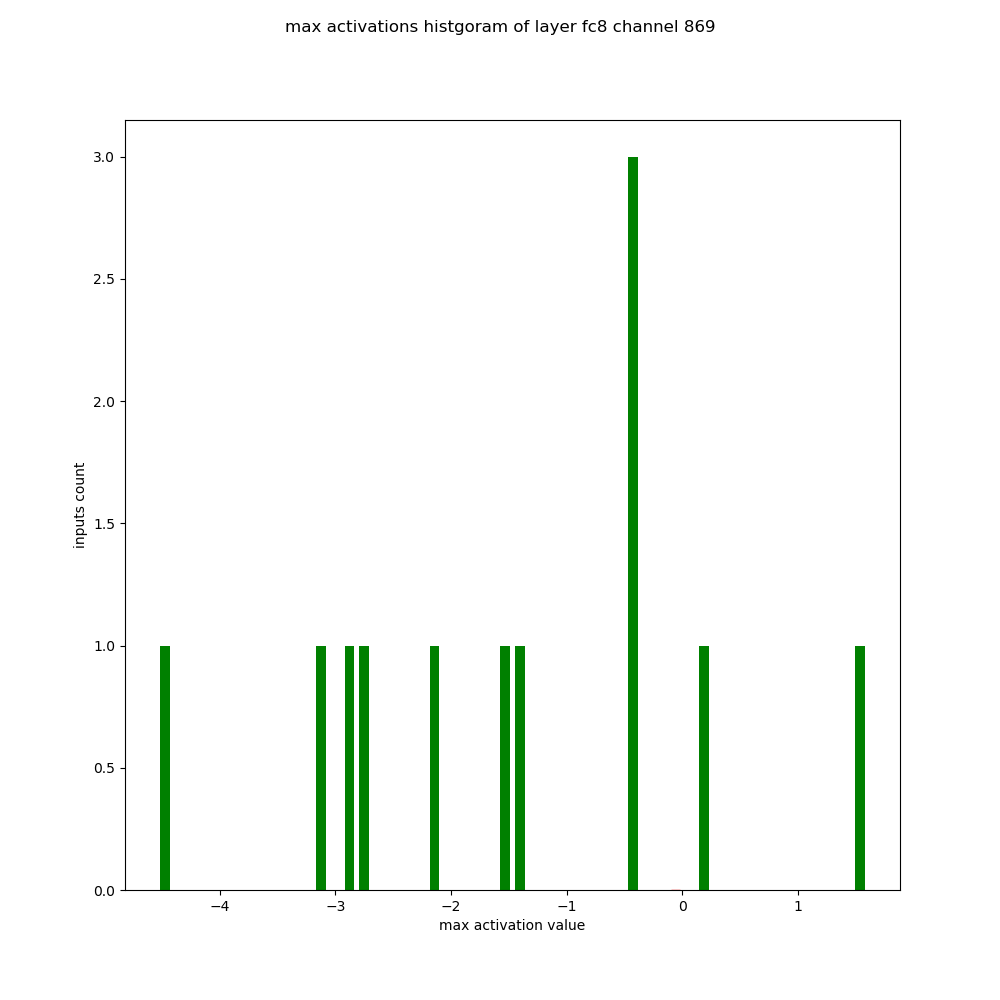 max activations histgoram of layer fc8 channel 869
3.0
2.5
2.0
1.5
1.0
0.5
0.0
inputs count
−4 −3 −2 −1 0 1
max activation value